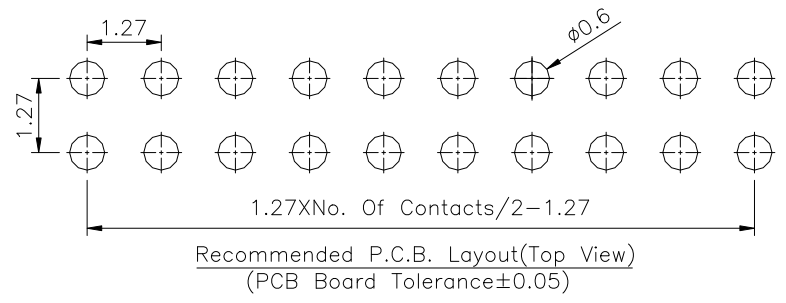 1.27
ø0.6
1.27
1.27XNo. Of Contacts/2-1.27
Recommended P.C.B. Layout(Top View)
(PCB Board Tolerance±0.05)